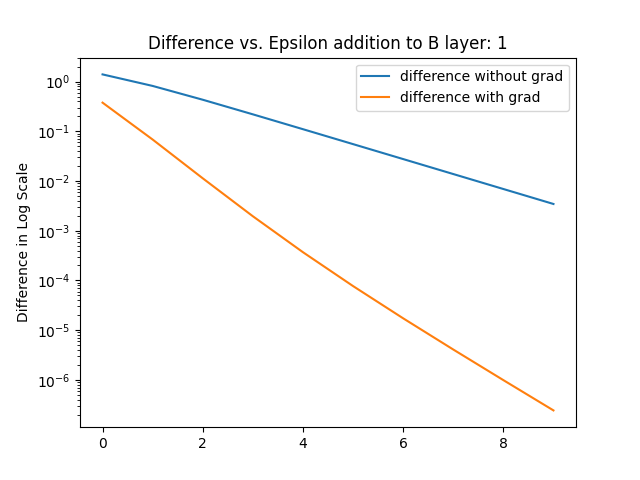 Difference vs. Epsilon addition to B layer: 1
difference without grad
difference with grad
Difference in Log Scale
10⁰
10⁻¹
10⁻²
10⁻³
10⁻⁴
10⁻⁵
10⁻⁶
0 2 4 6 8